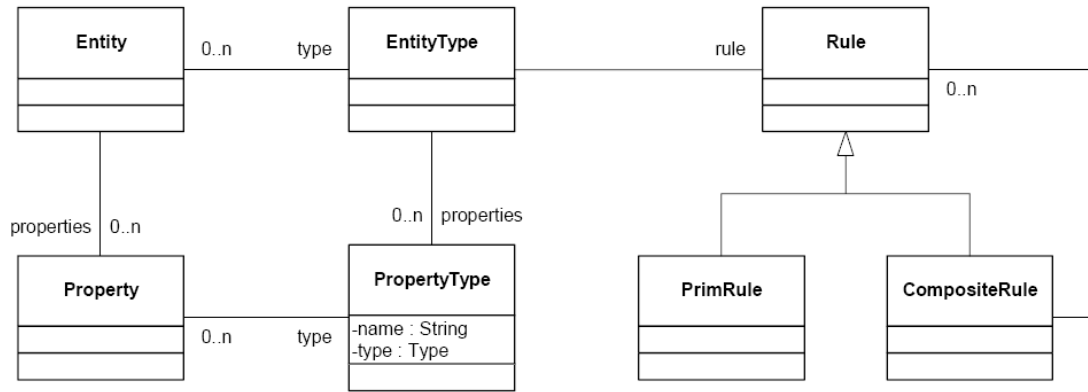 Entity
0..n
type
EntityType
rule
Rule
0..n
properties
0..n
0..n
properties
Property
0..n
type
PropertyType
-name : String
-type : Type
PrimRule
CompositeRule